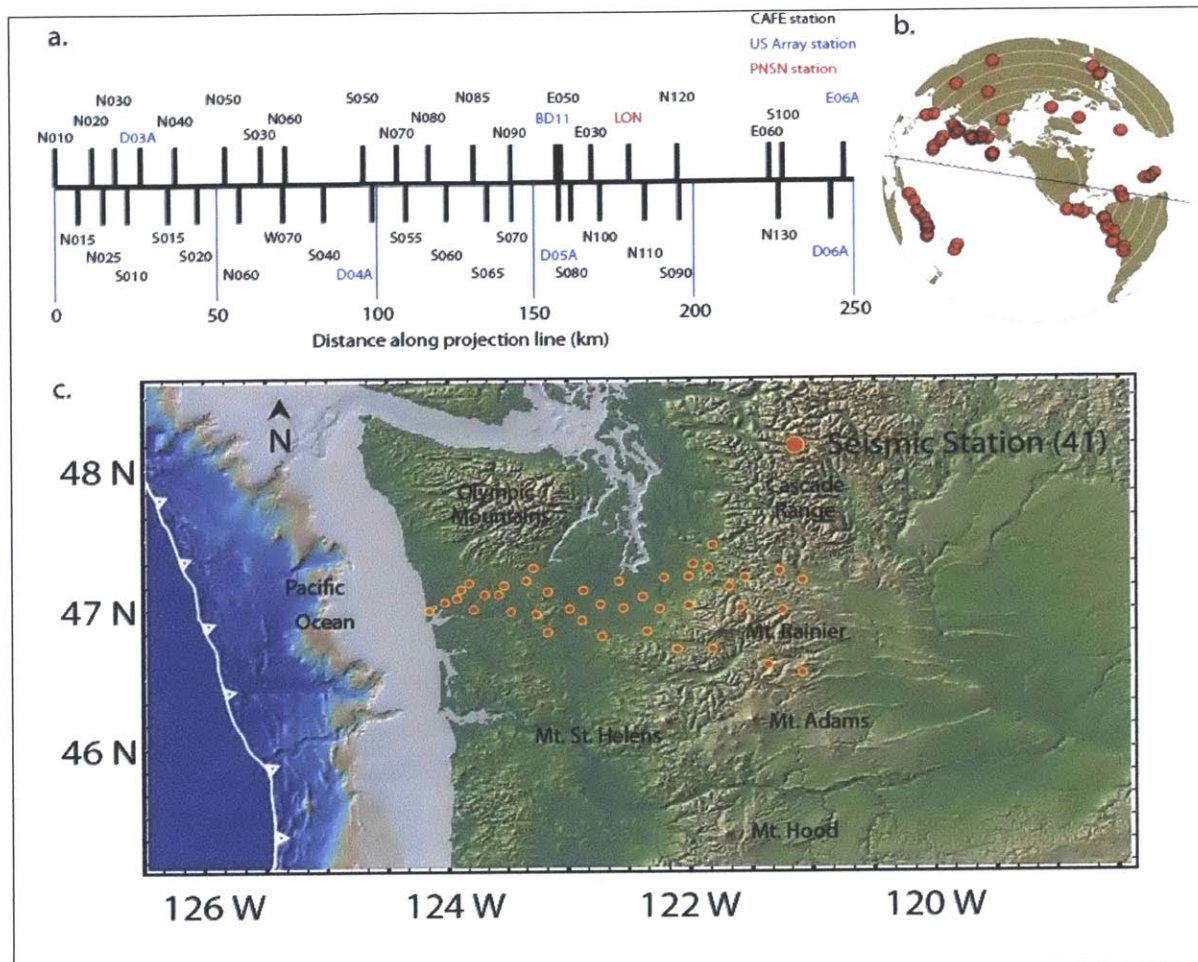 a.
CAFE station
US Array station
PNSN station
b.
N030 N050 S050 N085 E050 N120 E06A
N020 N040 N060 N080 BD11 LON S100
N010 D03A S030 N070 N090 E030 E060
N015 S015 W070 S055 S070 N100 N130
N025 S020 S040 S060 D05A N110 D06A
S010 N060 D04A S065 S080 S090
0 50 100 150 200 250
Distance along projection line (km)
c.
N
Seismic Station (41)
48 N
Olympic
Mountains
Cascade
Range
Pacific
Ocean
47 N
Mt. Rainier
Mt. Adams
Mt. St. Helens
46 N
Mt. Hood
126 W 124 W 122 W 120 W